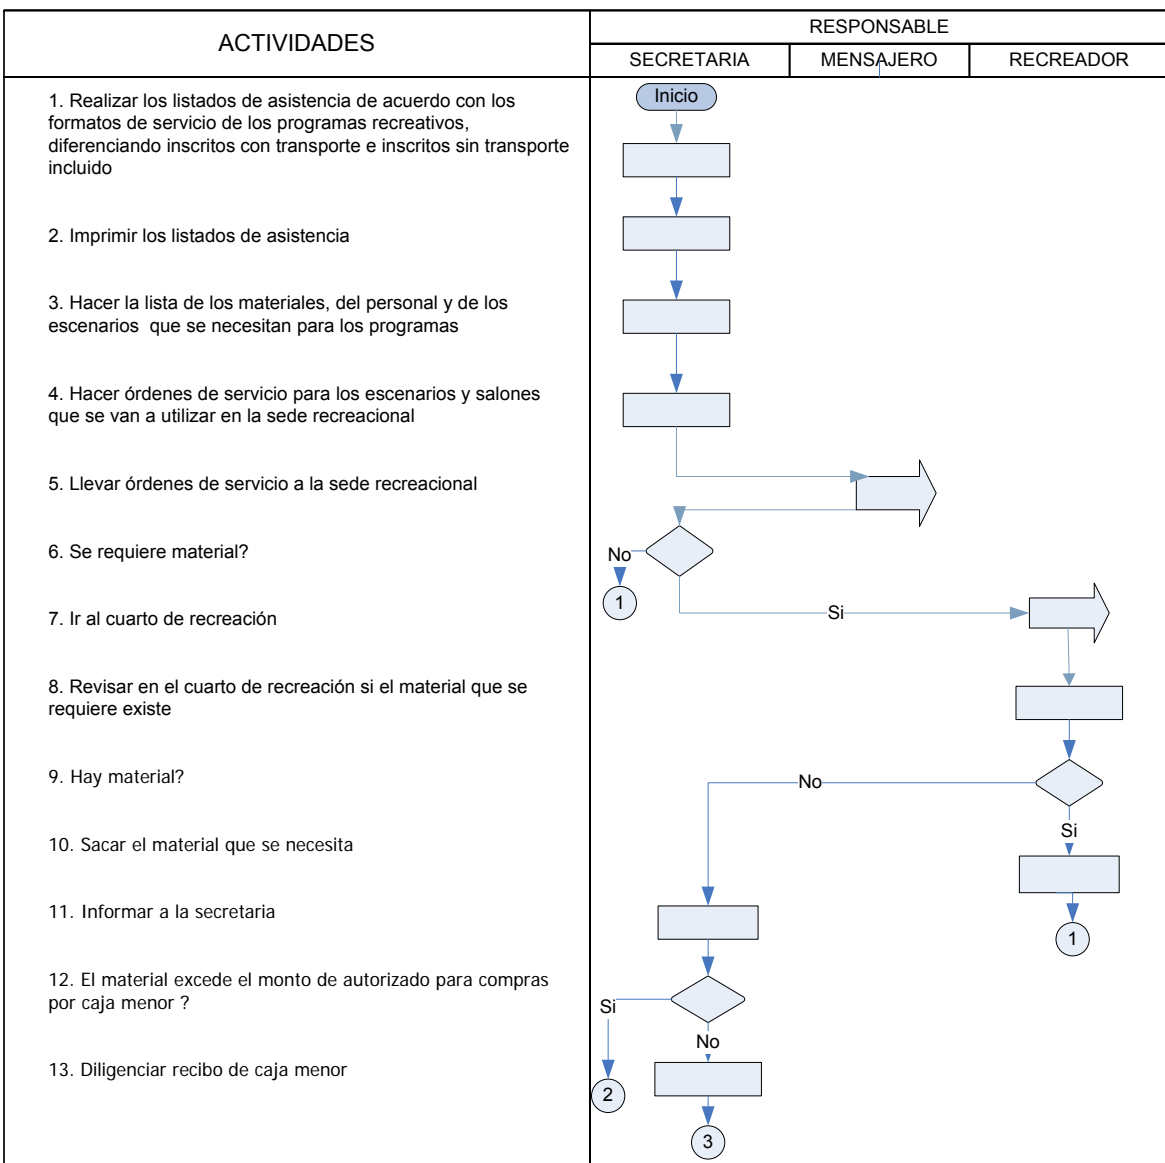 ACTIVIDADES
RESPONSABLE
SECRETARIA
MENSAJERO
RECREADOR
Inicio
1. Realizar los listados de asistencia de acuerdo con los
formatos de servicio de los programas recreativos,
diferenciando inscritos con transporte e inscritos sin transporte
incluido
2. Imprimir los listados de asistencia
3. Hacer la lista de los materiales, del personal y de los
escenarios que se necesitan para los programas
4. Hacer órdenes de servicio para los escenarios y salones
que se van a utilizar en la sede recreacional
5. Llevar órdenes de servicio a la sede recreacional
6. Se requiere material?
No
1
7. Ir al cuarto de recreación
Si
8. Revisar en el cuarto de recreación si el material que se
requiere existe
9. Hay material?
No
Si
10. Sacar el material que se necesita
11. Informar a la secretaria
1
12. El material excede el monto de autorizado para compras
por caja menor ?
Si
No
13. Diligenciar recibo de caja menor
2
3